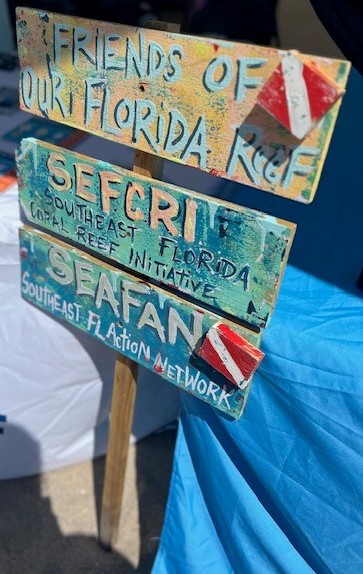 FRIENDS OF
OUR FLORIDA REEF
SEFCRI
SOUTHEAST FLORIDA
CORAL REEF INITIATIVE
SEAFAN
SOUTHEAST FL ACTION NETWORK